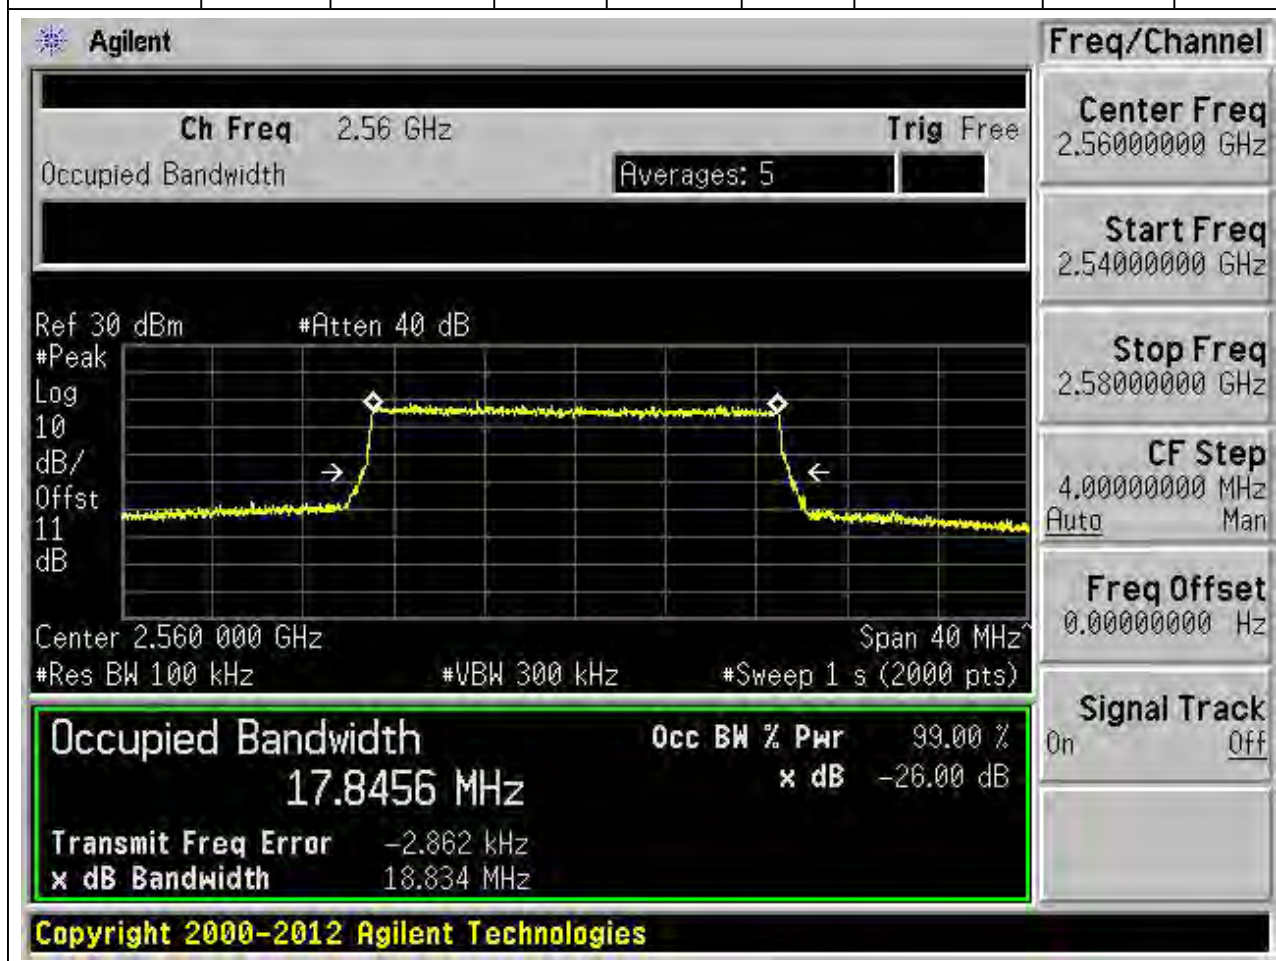 Agilent
Freq/Channel
Ch Freq 2.56 GHz Trig Free
Occupied Bandwidth Averages: 5
Center Freq
2.56000000 GHz
Start Freq
2.54000000 GHz
Stop Freq
2.58000000 GHz
CF Step
4.00000000 MHz
Auto Man
Freq Offset
0.00000000 Hz
Signal Track
On Off
Ref 30 dBm #Atten 40 dB
#Peak
Log
10
dB/
Offst
11
dB
Center 2.560 000 GHz Span 40 MHz^
#Res BW 100 kHz #VBW 300 kHz #Sweep 1 s (2000 pts)
Occupied Bandwidth Occ BW % Pwr 99.00 %
17.8456 MHz x dB -26.00 dB
Transmit Freq Error -2.862 kHz
x dB Bandwidth 18.834 MHz
Copyright 2000-2012 Agilent Technologies